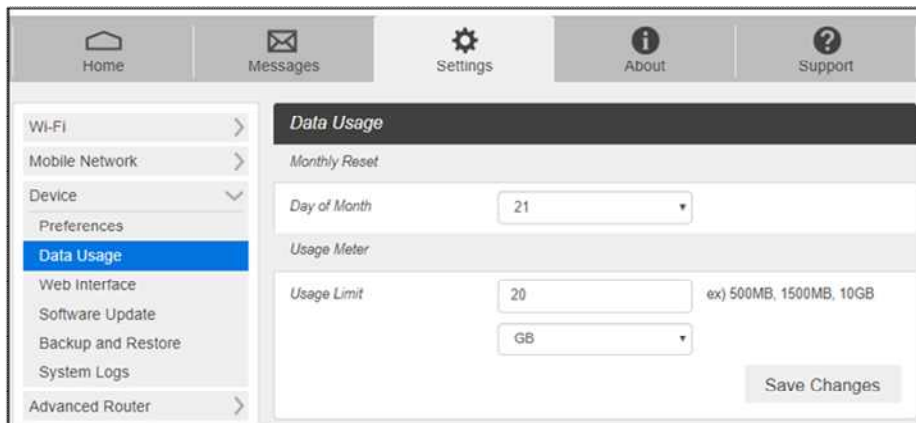 Home
Messages
Settings
About
Support
Wi-Fi
Mobile Network
Device
Preferences
Data Usage
Web Interface
Software Update
Backup and Restore
System Logs
Advanced Router
Data Usage
Monthly Reset
Day of Month 21
Usage Meter
Usage Limit 20 ex) 500MB, 1500MB, 10GB
GB
Save Changes